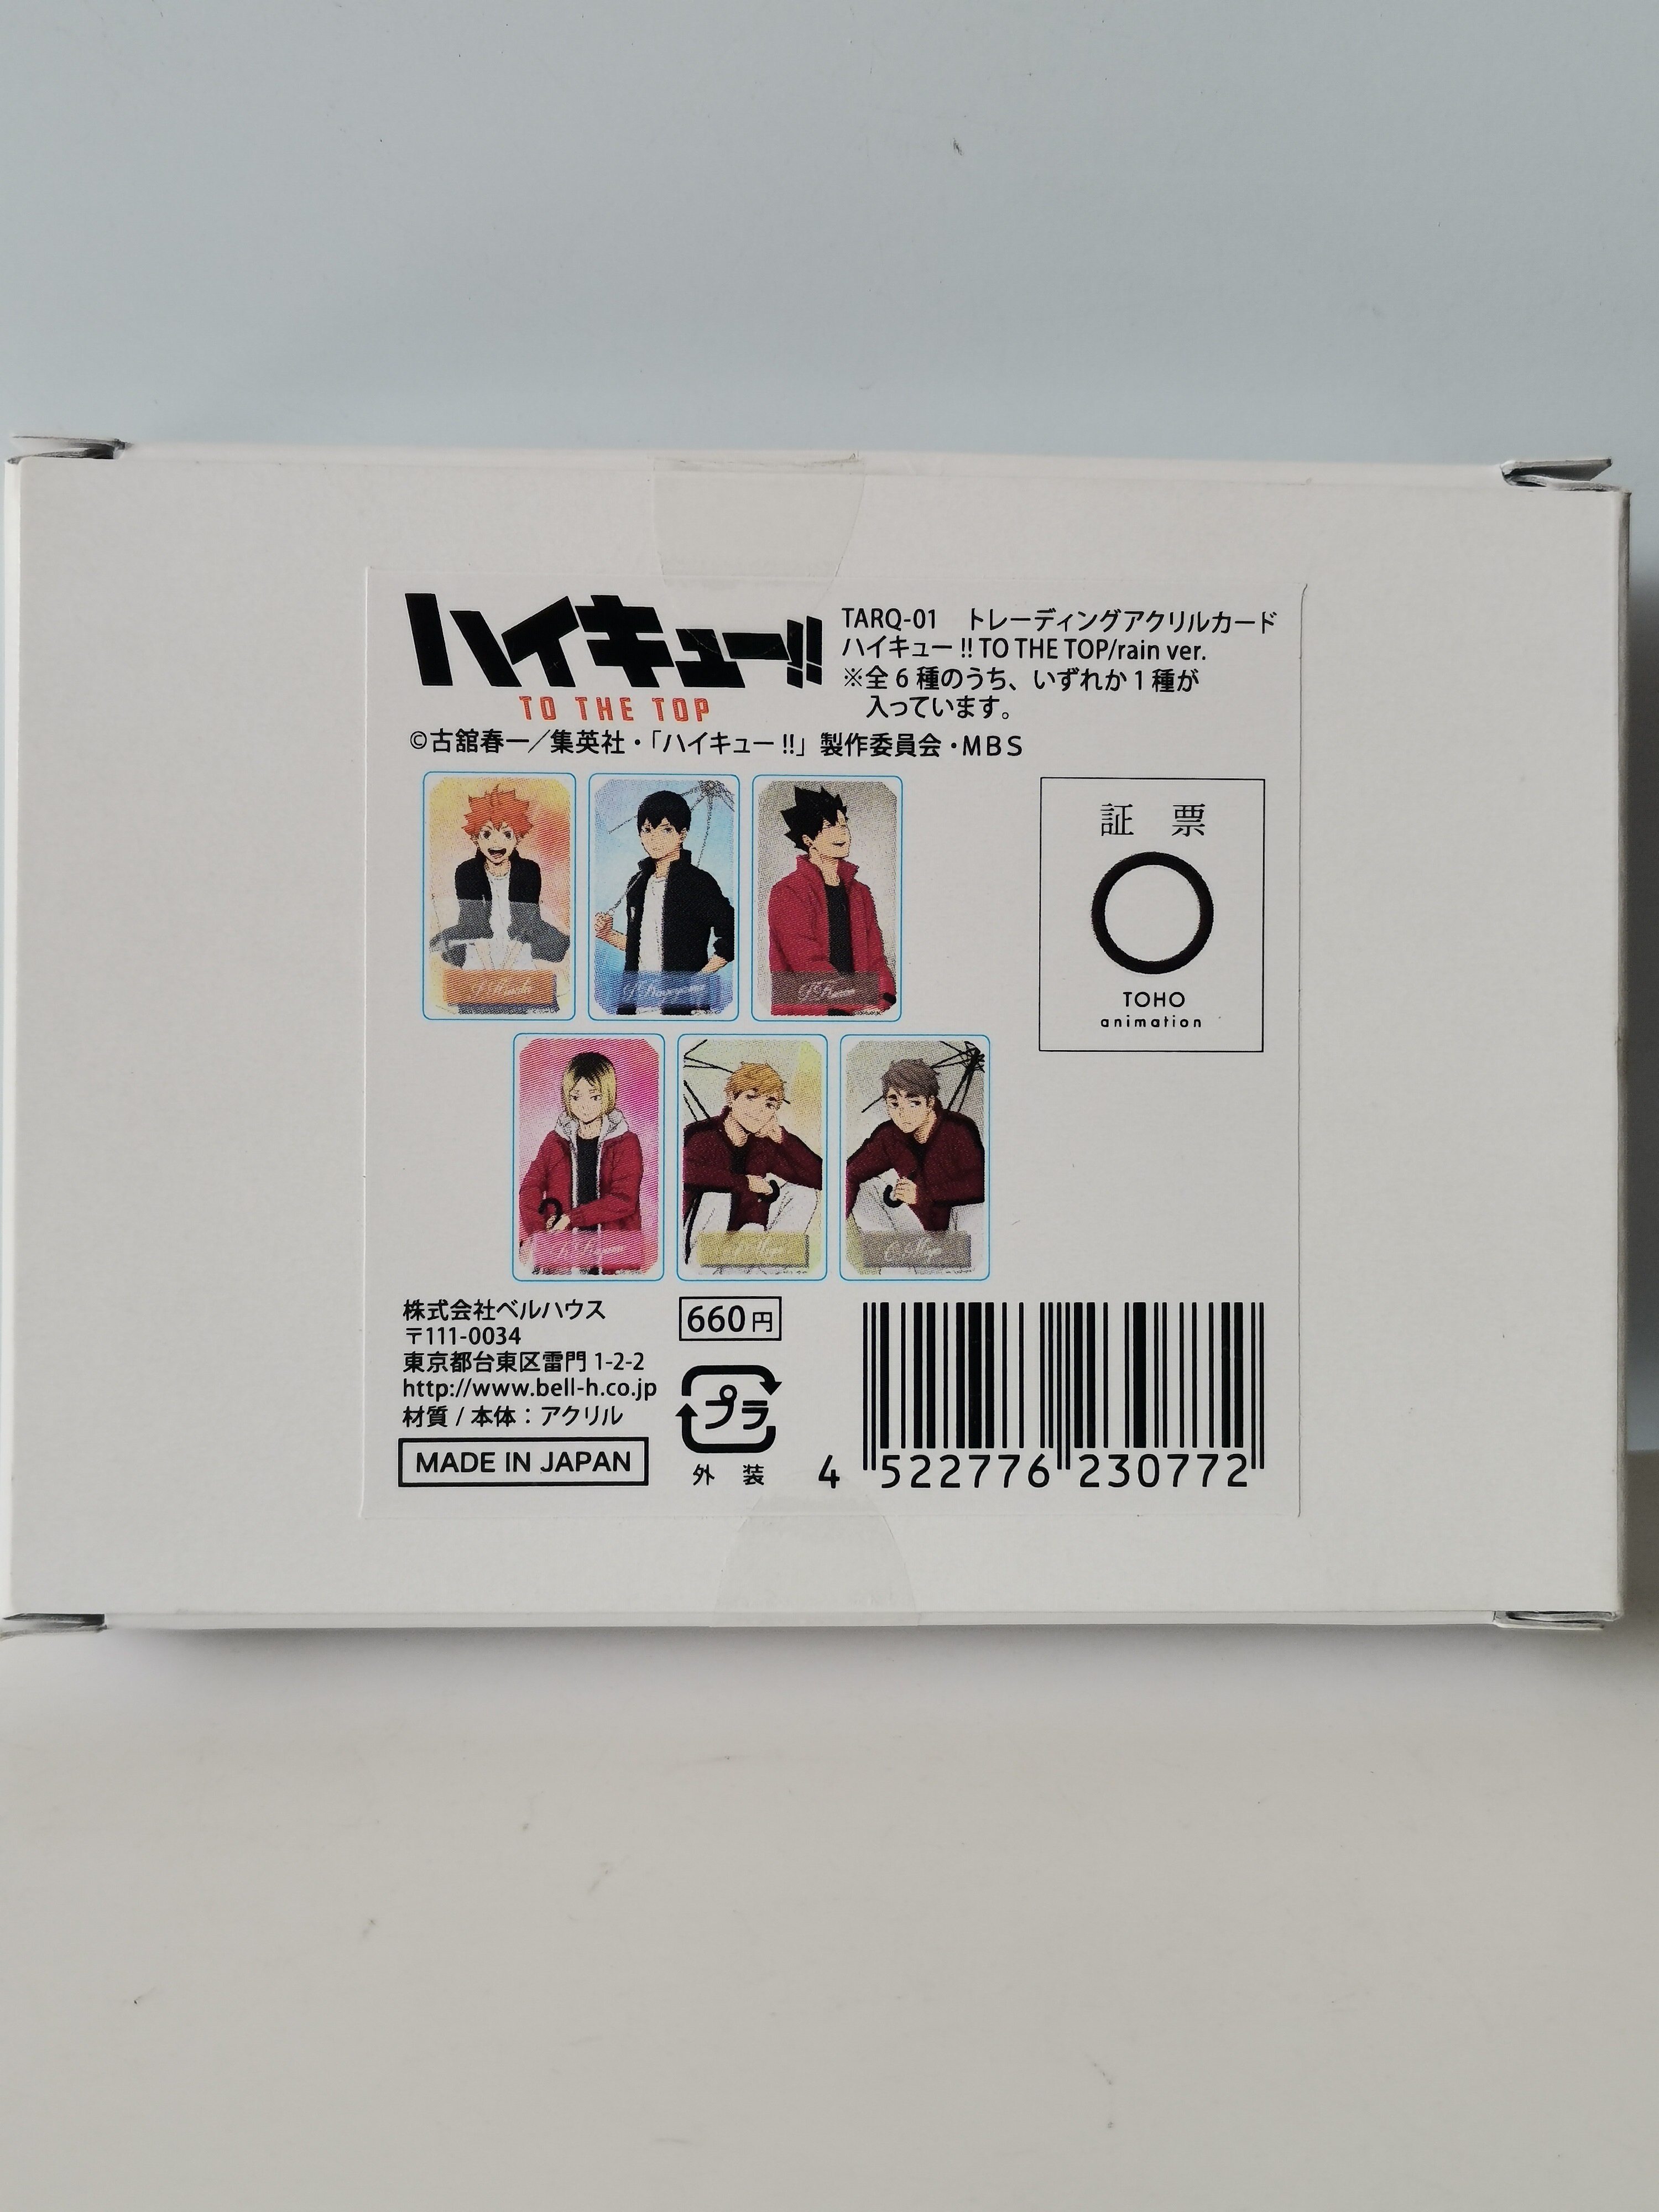 ハイキュー!!
TO THE TOP
TARQ-01　トレーディングアクリルカード
ハイキュー!! TO THE TOP/rain ver.
※全6種のうち、いずれか1種が
入っています。
©古舘春一／集英社・「ハイキュー!!」製作委員会・MBS
証 票
TOHO
animation
株式会社ベルハウス
〒111-0034
東京都台東区雷門 1-2-2
http://www.bell-h.co.jp
材質 / 本体：アクリル
MADE IN JAPAN
660円
プラ
外 装
4 522776 230772